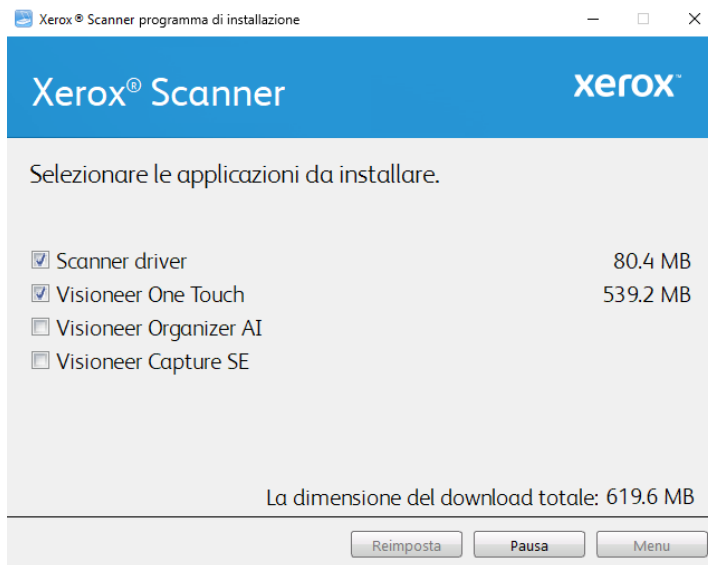 Xerox ® Scanner programma di installazione
Xerox® Scanner
xerox™
Selezionare le applicazioni da installare.
Scanner driver 80.4 MB
Visioneer One Touch 539.2 MB
Visioneer Organizer AI
Visioneer Capture SE
La dimensione del download totale: 619.6 MB
Reimposta Pausa Menu